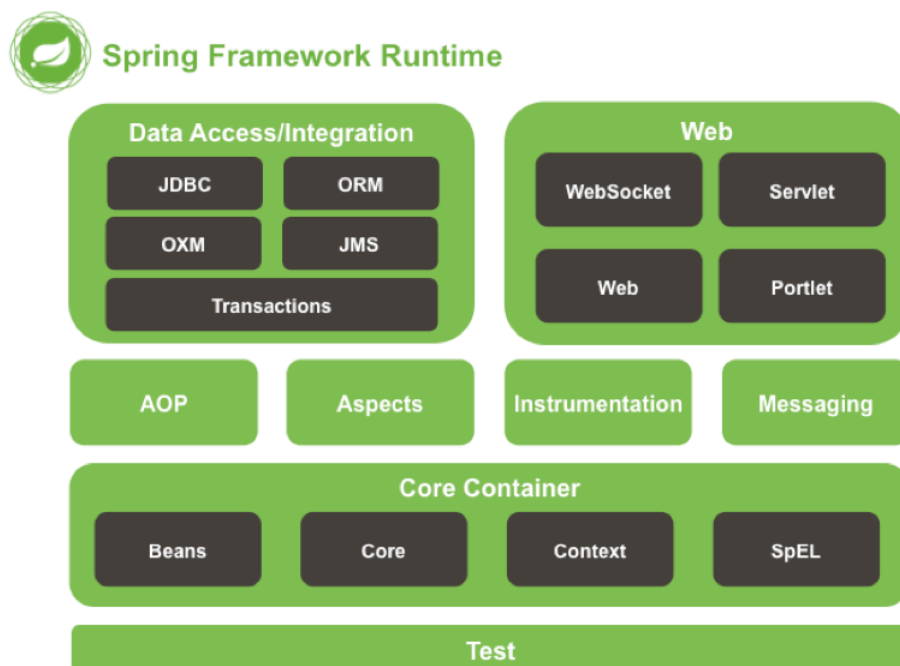 Spring Framework Runtime
Data Access/Integration
JDBC
ORM
OXM
JMS
Transactions
Web
WebSocket
Servlet
Web
Portlet
AOP
Aspects
Instrumentation
Messaging
Core Container
Beans
Core
Context
SpEL
Test